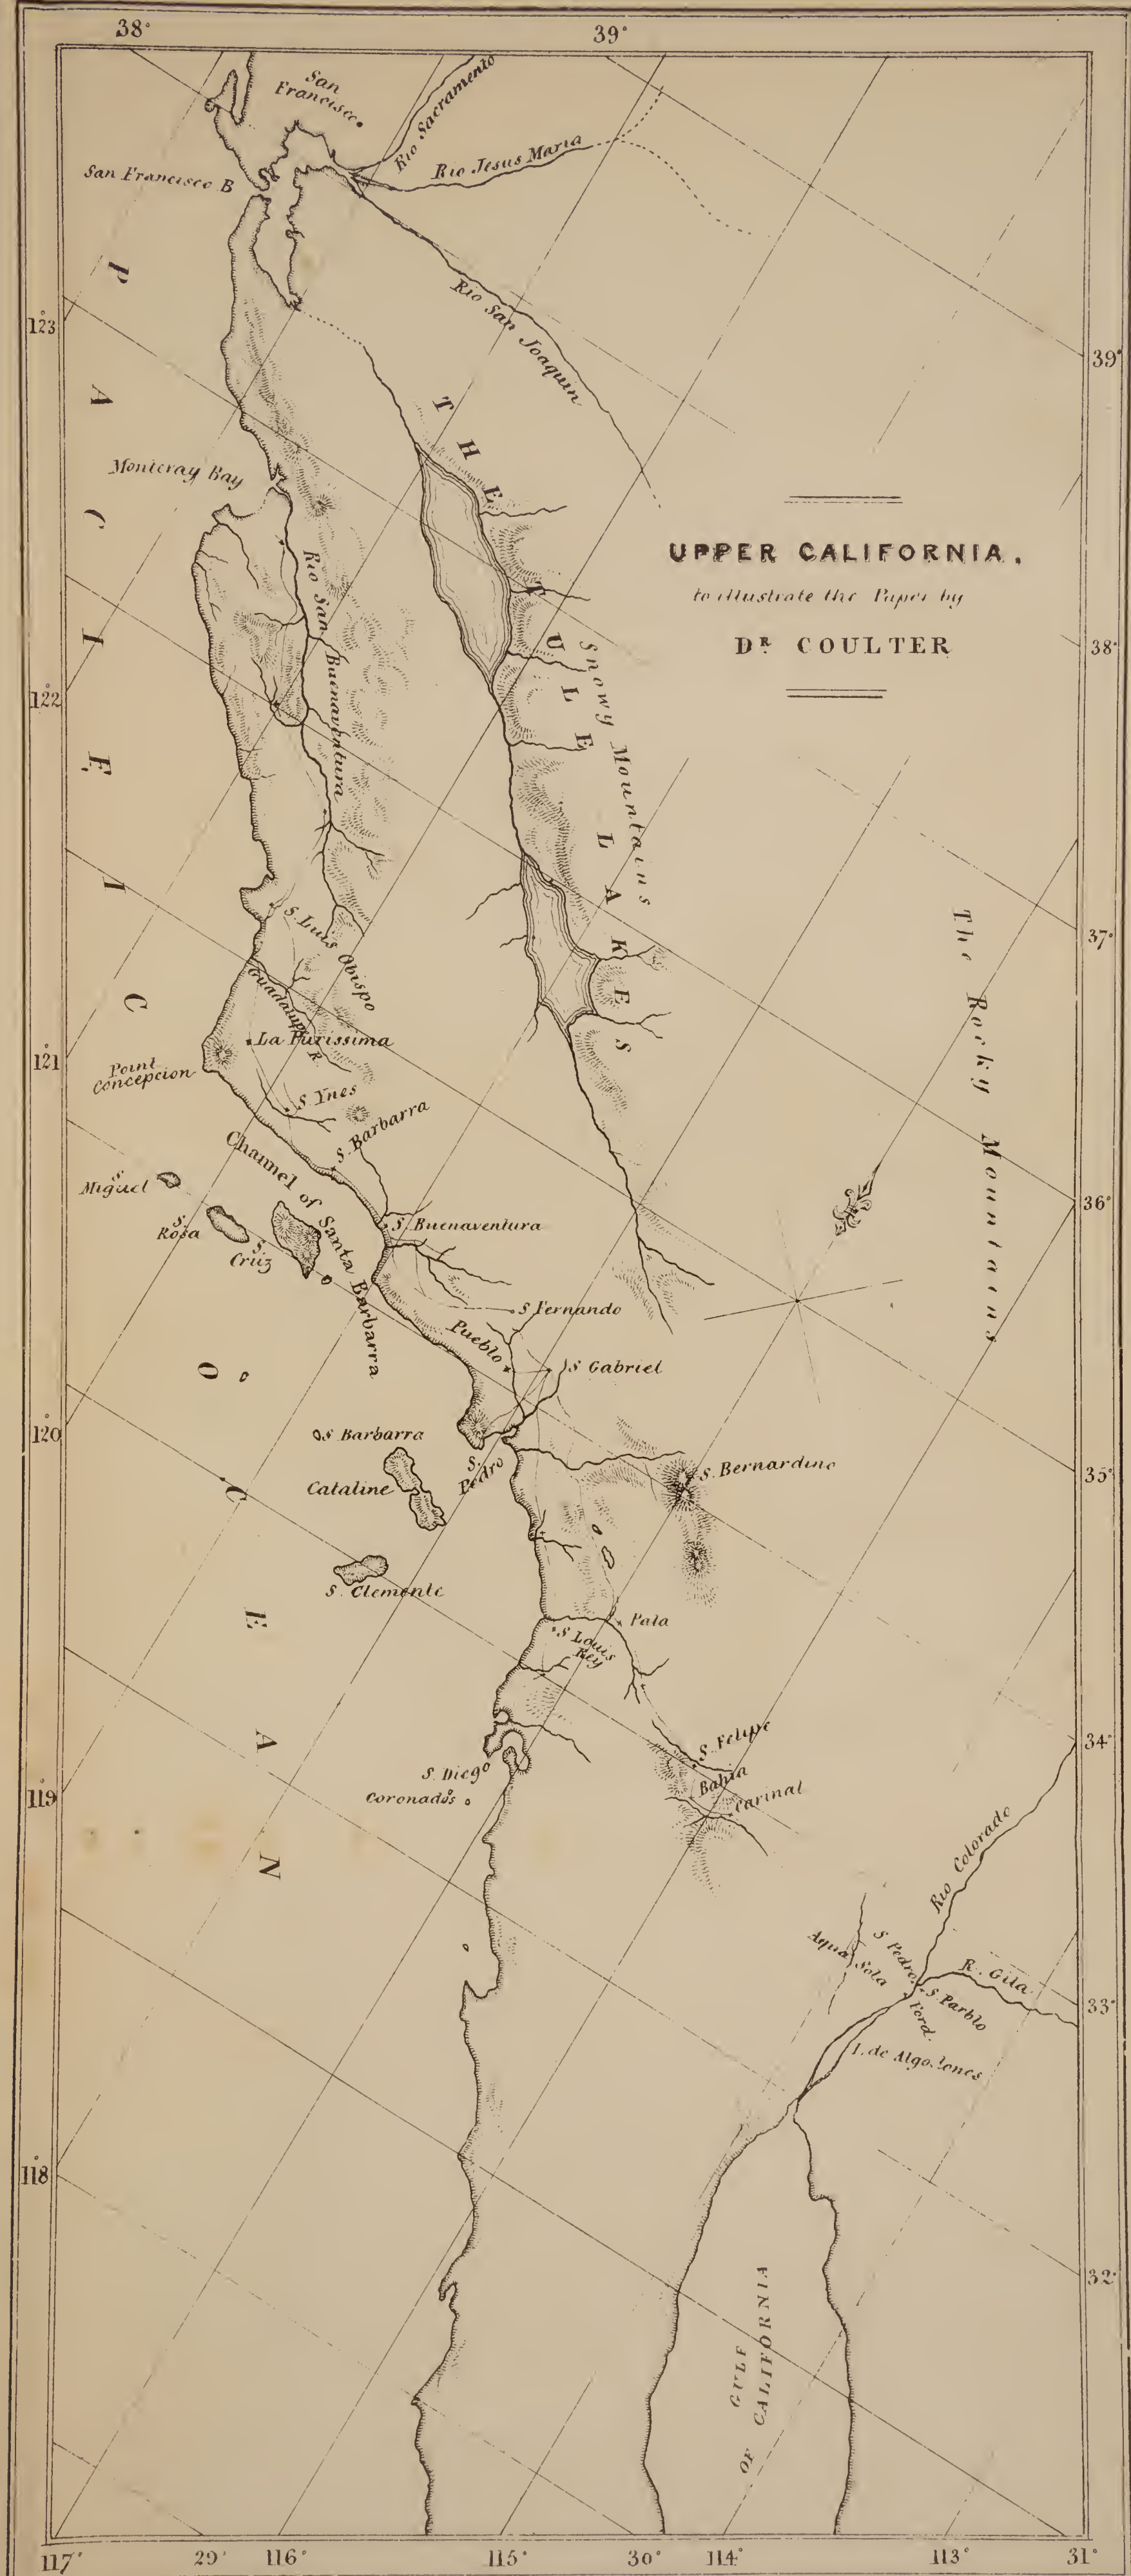 38°
39°
San Francisco
Rio Sacramento
Rio Jesus Maria
San Francisco B
Rio San Joaquin
123°
39°
PACIFIC OCEAN
THE TULE LAKES
Monteray Bay
UPPER CALIFORNIA.
to illustrate the Paper by
DR. COULTER
Rio San Buenaventura
Snowy Mountains
38°
122°
The Rocky Mountains
37°
S. Luis Obispo
Guadalupe R
La Purissima
121°
Point Concepcion
S. Ynes
S. Barbarra
Channel of Santa Barbarra
36°
S. Miguel
S. Rosa
S. Cruz
S. Buenaventura
S. Fernando
Pueblo
S Gabriel
120°
S Barbarra
S. Pedro
S. Bernardino
35°
Cataline
S. Clemente
Pala
S Louis Rey
S. Felipe
34°
S. Diego
Bahia
Coronados
Carinal
119°
Rio Colorado
Aqua Sola
S Pedro
S Parblo
R. Gila
Ford.
33°
I. de Algodones
118°
32°
GULF OF CALIFORNIA
117°
29°
116°
115°
30°
114°
113°
31°